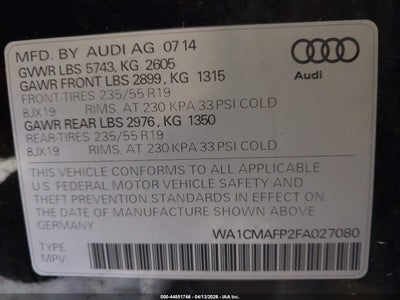 MFD. BY AUDI AG 0714
GVWR LBS 5743, KG 2605
GAWR FRONT LBS 2899, KG 1315
FRONT-TIRES 235/55 R19
8JX19 RIMS, AT 230 KPA 33 PSI COLD
GAWR REAR LBS 2976, KG 1350
REAR-TIRES 235/55 R19
8JX19 RIMS, AT 230 KPA 33 PSI COLD
Audi
THIS VEHICLE CONFORMS TO ALL APPLICABLE
U.S. FEDERAL MOTOR VEHICLE SAFETY AND
THEFT PREVENTION STANDARDS IN EFFECT ON
THE DATE OF MANUFACTURE SHOWN ABOVE
GERMANY
WA1CMAFP2FA027080
TYPE:
MPV
© 44851746 - 04/13/2026 - IAA, Inc.